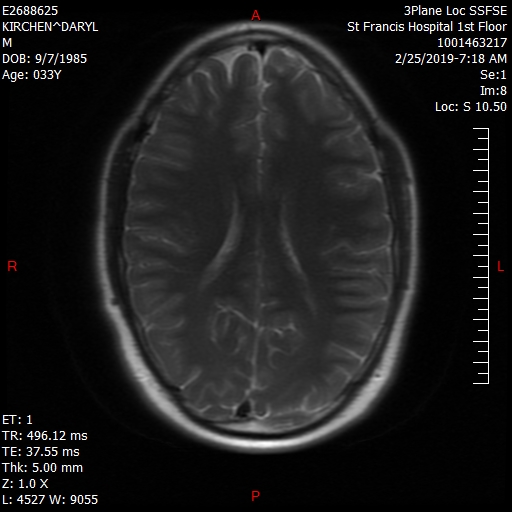 E2688625
KIRCHEN^DARYL
M
DOB: 9/7/1985
Age: 033Y
3Plane Loc SSFSE
St Francis Hospital 1st Floor
1001463217
2/25/2019-7:18 AM
Se:1
Im:8
Loc: S 10.50
A
R
L
ET: 1
TR: 496.12 ms
TE: 37.55 ms
Thk: 5.00 mm
Z: 1.0 X
L: 4527 W: 9055
P